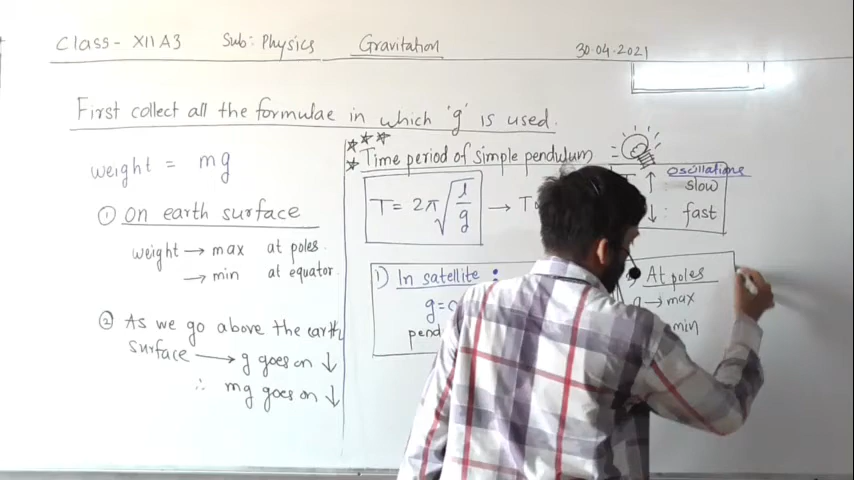 Class- XII A3 Sub: Physics Gravitation 30-04-2021
First collect all the formulae in which 'g' is used.
weight = mg
① on earth surface
weight → max at poles.
→ min at equator.
② As we go above the earth
surface → g goes on ↓
∴ mg goes on ↓
Time period of simple pendulum
T = 2π √(l/g) → T
oscillations
↑ : slow
↓ : fast
1) In satellite :
g=
At poles
g → max
min